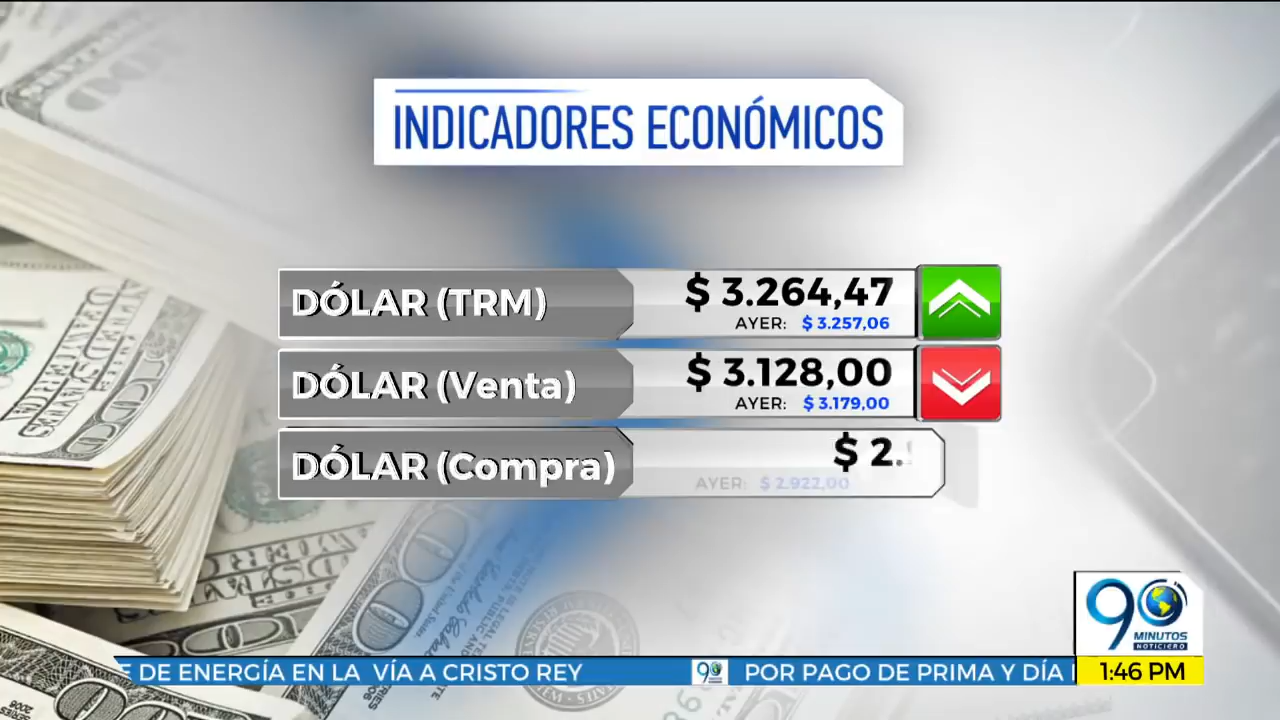 INDICADORES ECONÓMICOS
DÓLAR (TRM)
$ 3.264,47
AYER: $ 3.257,06
DÓLAR (Venta)
$ 3.128,00
AYER: $ 3.179,00
DÓLAR (Compra)
$ 2.
AYER: $ 2.922,00
90
MINUTOS
NOTICIERO
DE ENERGÍA EN LA VÍA A CRISTO REY
90
POR PAGO DE PRIMA Y DÍA
1:46 PM